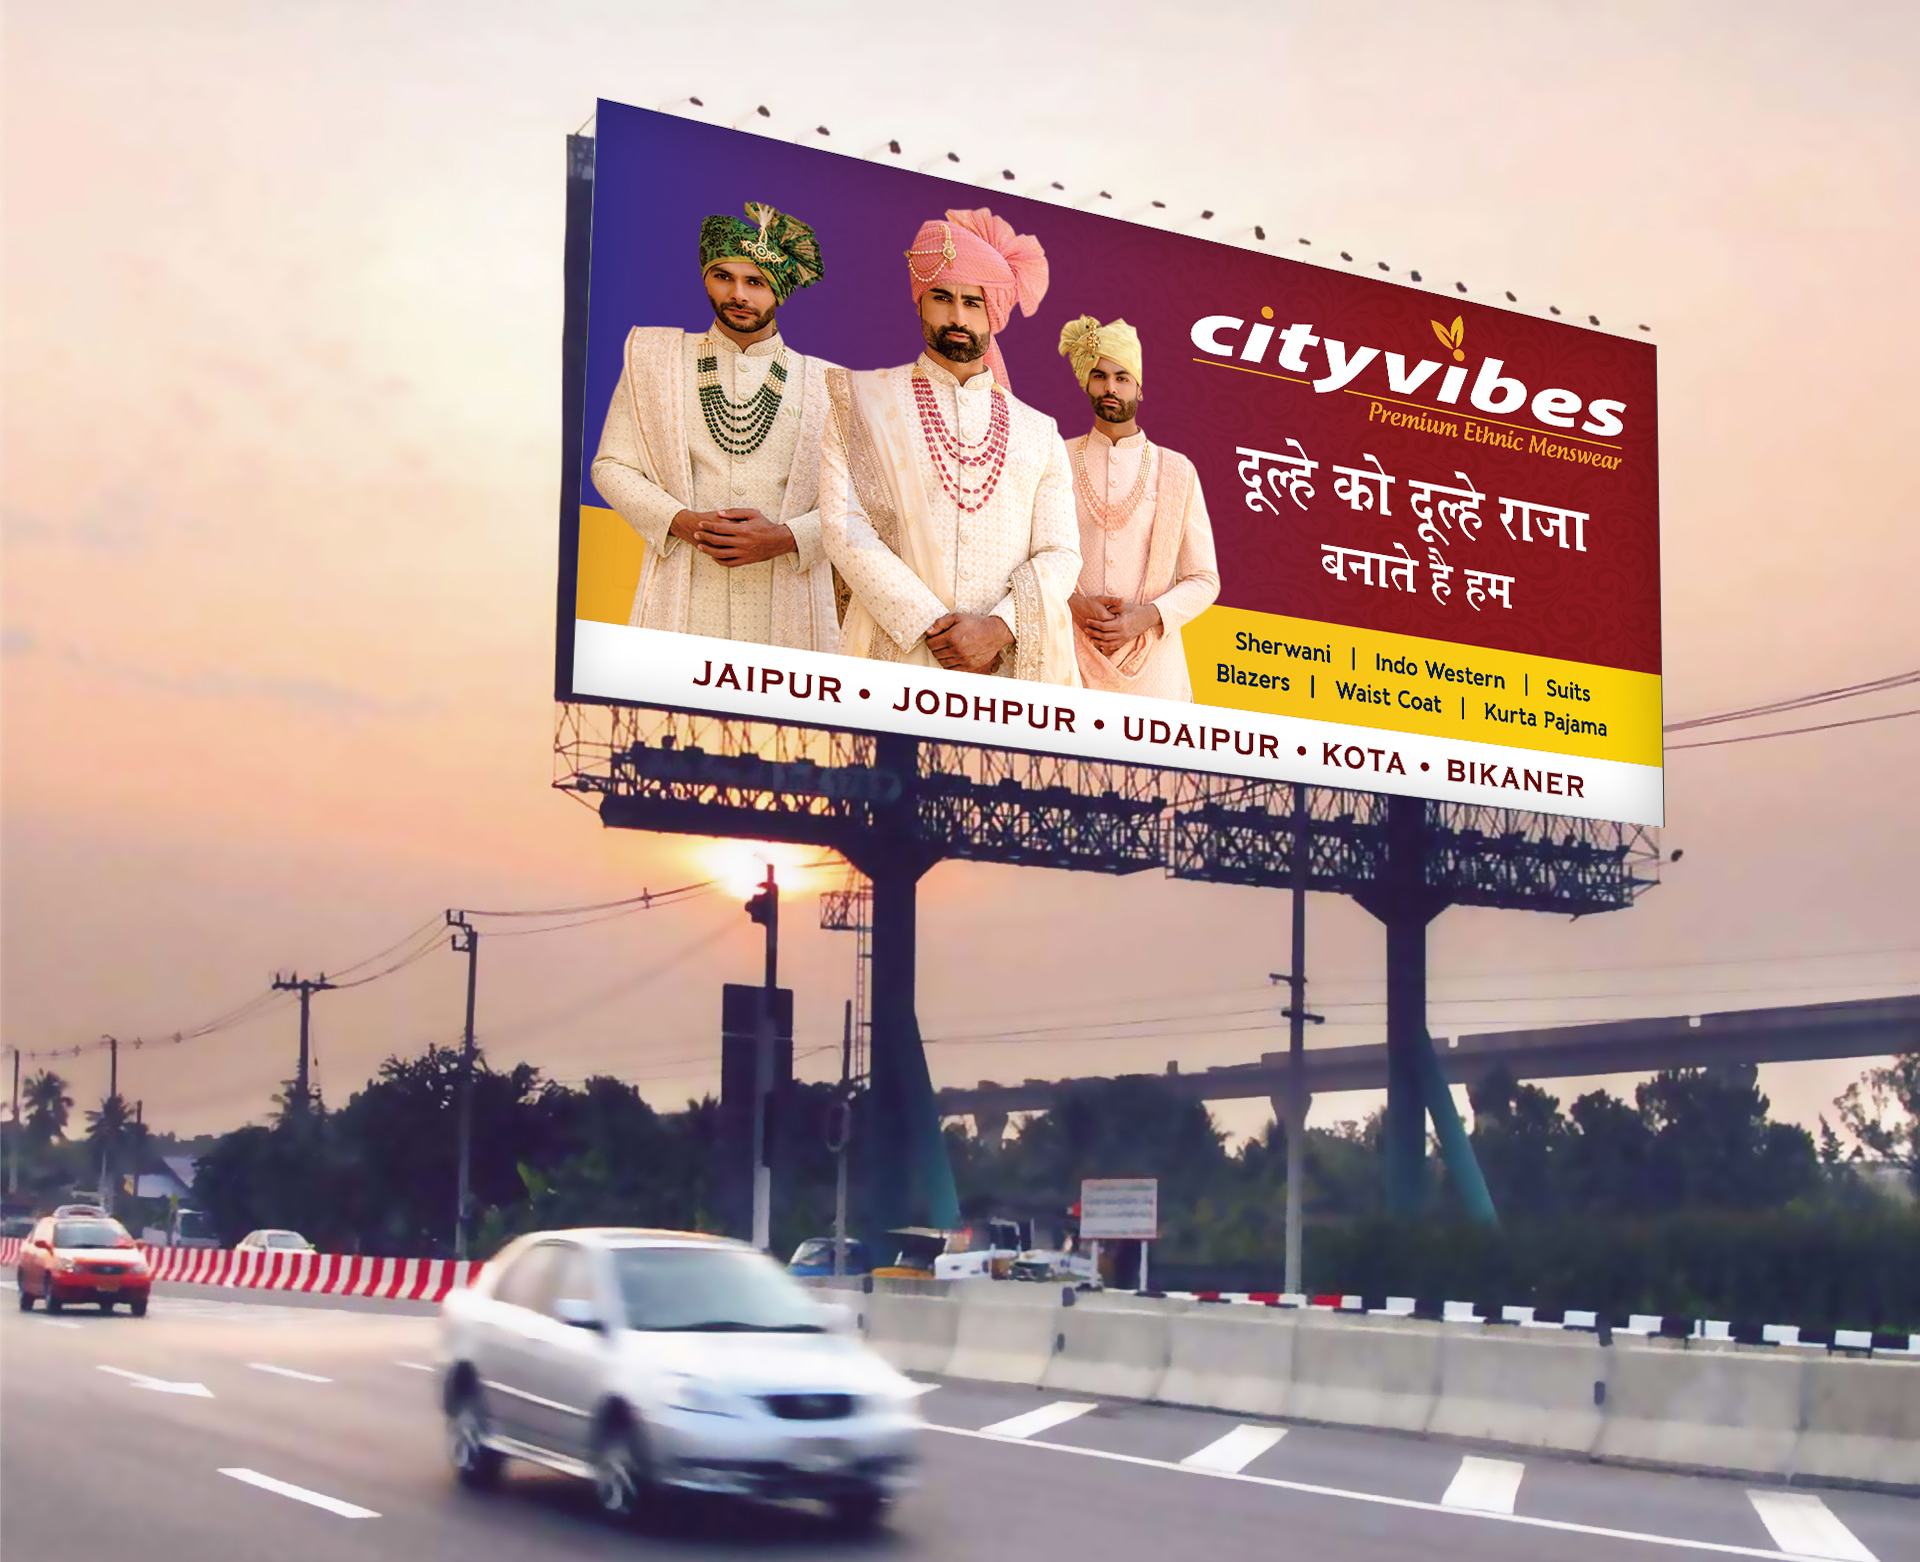 cityvibes
Premium Ethnic Menswear
दूल्हे को दूल्हे राजा
बनाते है हम
Sherwani | Indo Western | Suits
Blazers | Waist Coat | Kurta Pajama
JAIPUR • JODHPUR • UDAIPUR • KOTA • BIKANER